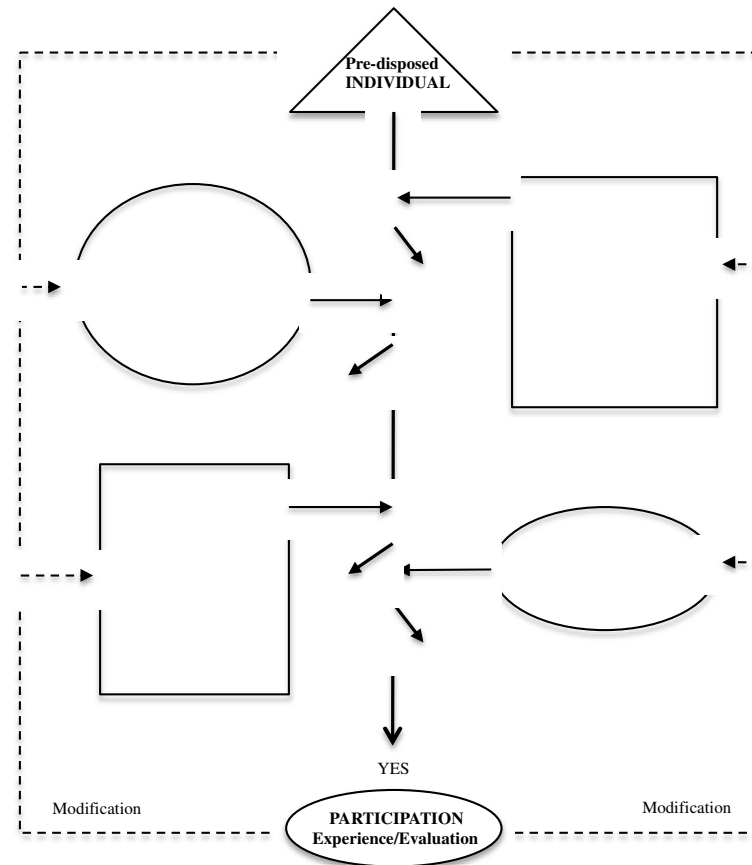 Pre-disposed
INDIVIDUAL
YES
Modification
Modification
PARTICIPATION
Experience/Evaluation